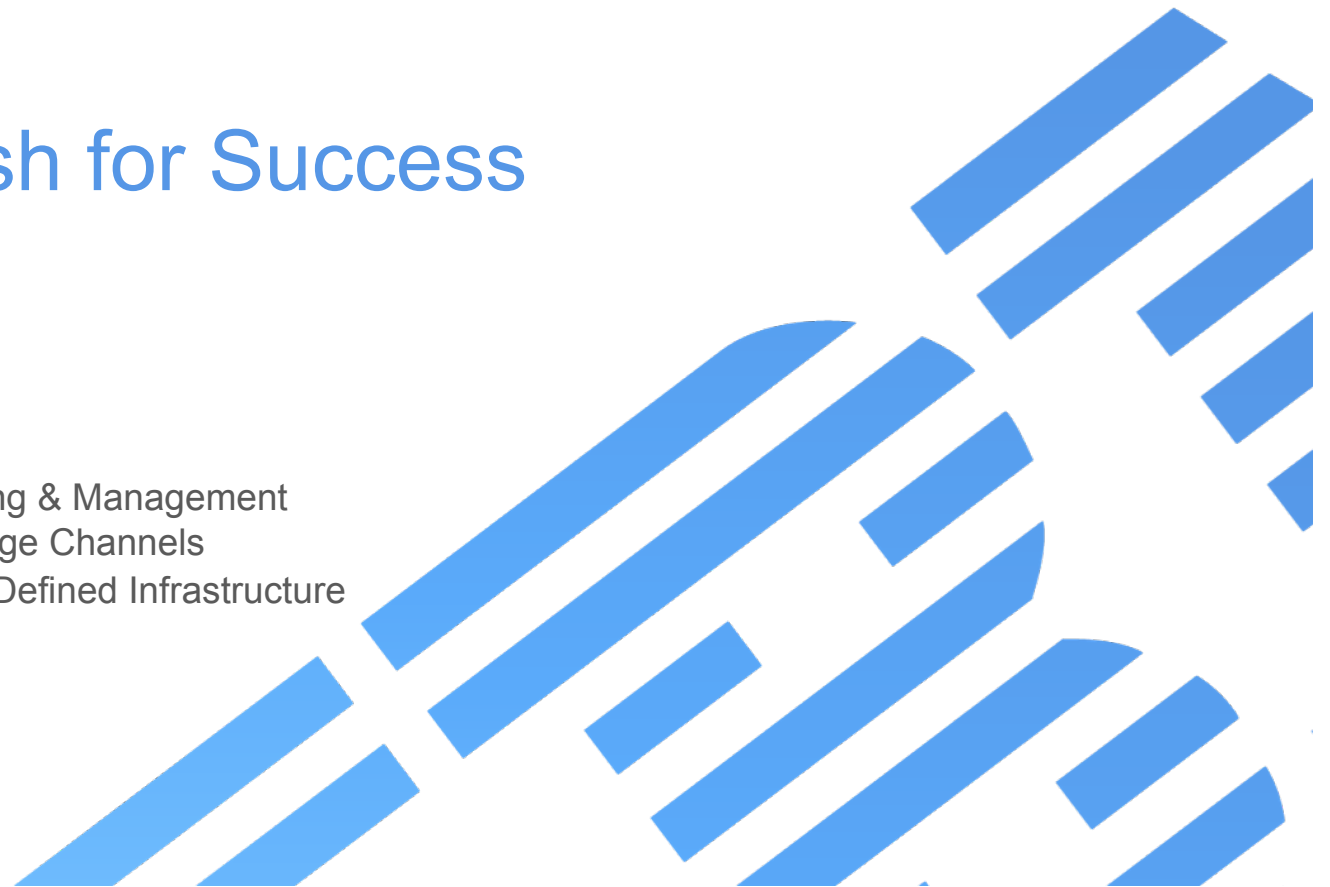 sh for Success
ng & Management
ge Channels
Defined Infrastructure